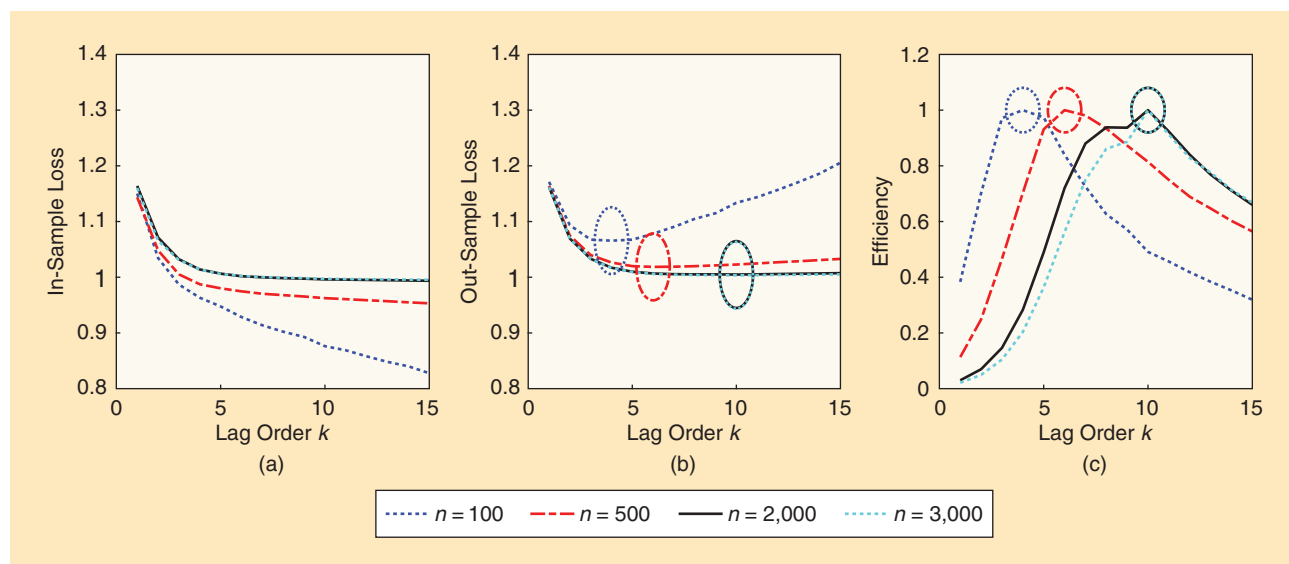 1.4
1.3
1.2
1.1
1
0.9
0.8
In-Sample Loss
0 5 10 15
Lag Order k
(a)
1.4
1.3
1.2
1.1
1
0.9
0.8
Out-Sample Loss
0 5 10 15
Lag Order k
(b)
1.2
1
0.8
0.6
0.4
0.2
0
Efficiency
0 5 10 15
Lag Order k
(c)
n = 100 n = 500 n = 2,000 n = 3,000